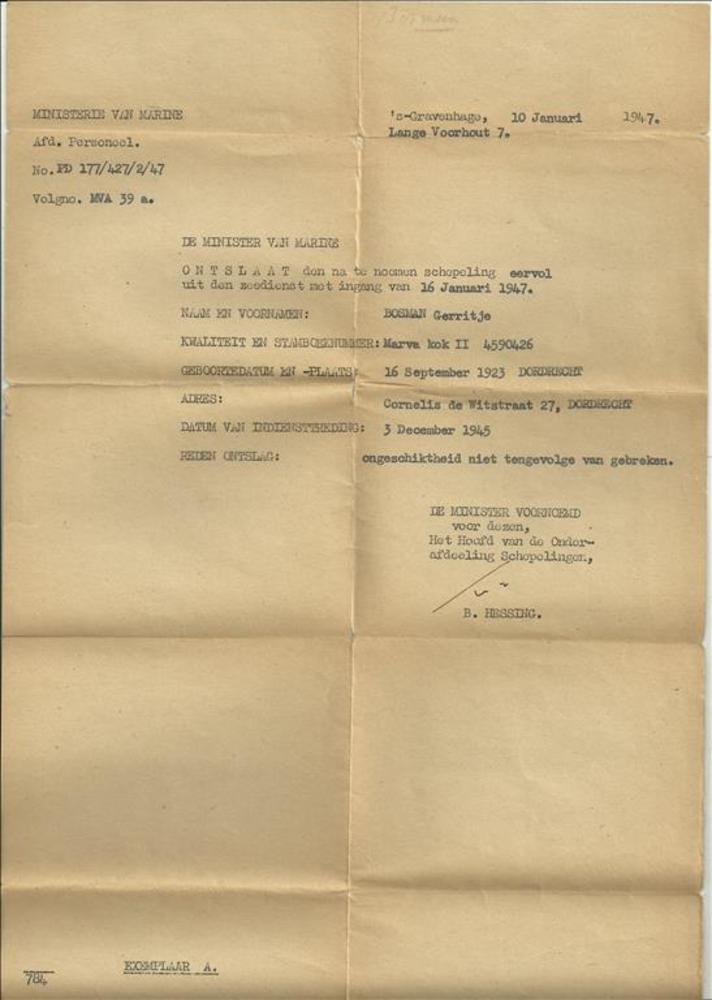 MINISTERIE VAN MARINE
's-Gravenhage, 10 Januari 1947.
Lange Voorhout 7.
Afd. Personeel.
No. PD 177/427/2/47
Volgno. MVA 39 a.
DE MINISTER VAN MARINE
O N T S L A A T den na te noemen schepeling eervol
uit den zeedienst met ingang van 16 Januari 1947.
NAAM EN VOORNAMEN: BOSMAN Gerritje
KWALITEIT EN STAMBOEKNUMMER: Marva kok II 4590426
GEBOORTEDATUM EN -PLAATS: 16 September 1923 DORDRECHT
ADRES: Cornelis de Witstraat 27, DORDRECHT
DATUM VAN INDIENSTTREDING: 3 December 1945
REDEN ONTSLAG: ongeschiktheid niet tengevolge van gebreken.
DE MINISTER VOORNOEMD
voor dezen,
Het Hoofd van de Onder-
afdeeling Schepelingen,
B. HESSING.
EXEMPLAAR A.
784